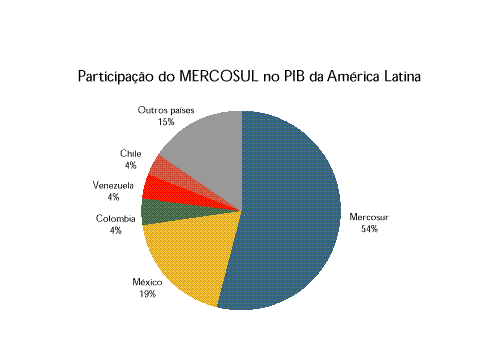 Participação do MERCOSUL no PIB da América Latina
Outros países
15%
Chile
4%
Venezuela
4%
Colombia
4%
México
19%
Mercosur
54%